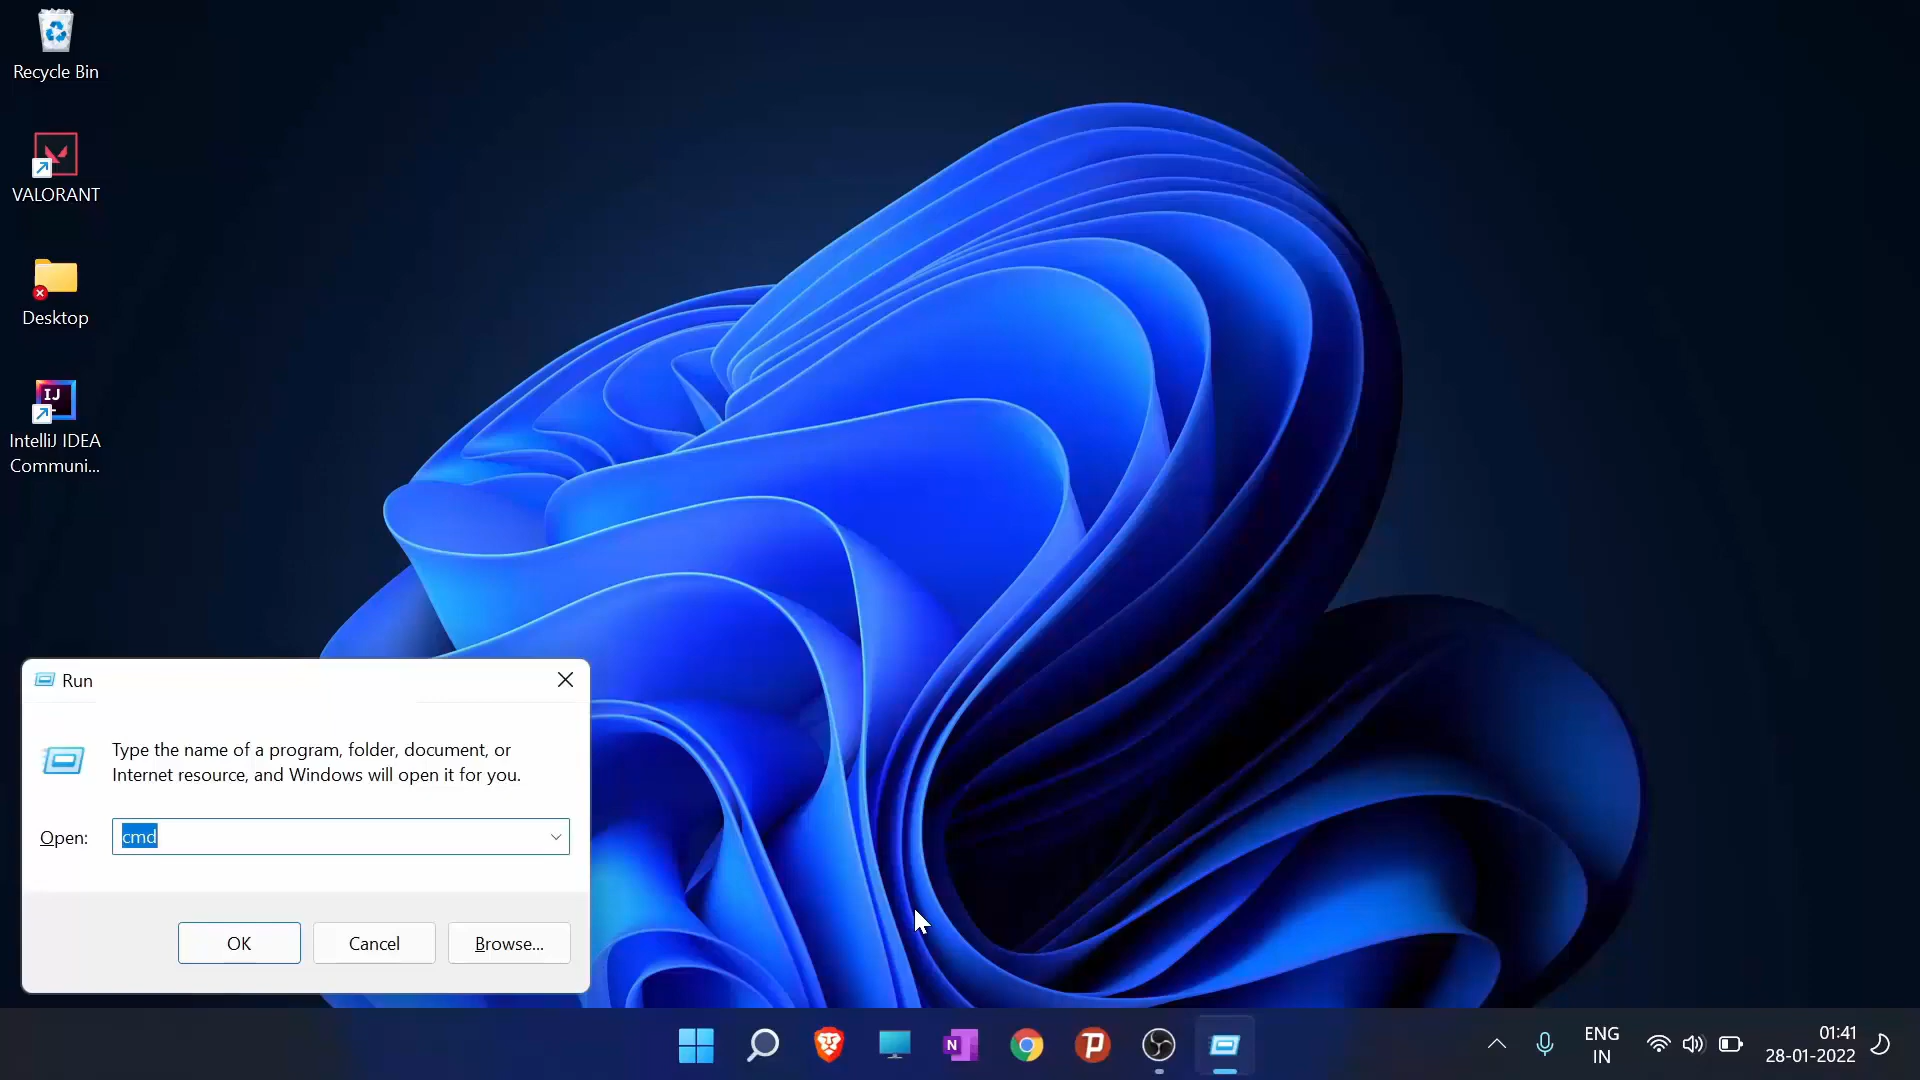 Recycle Bin
VALORANT
Desktop
IJ
IntelliJ IDEA
Communi...
Run
Type the name of a program, folder, document, or
Internet resource, and Windows will open it for you.
Open:
cmd
OK
Cancel
Browse...
N
P
ENG
IN
01:41
28-01-2022